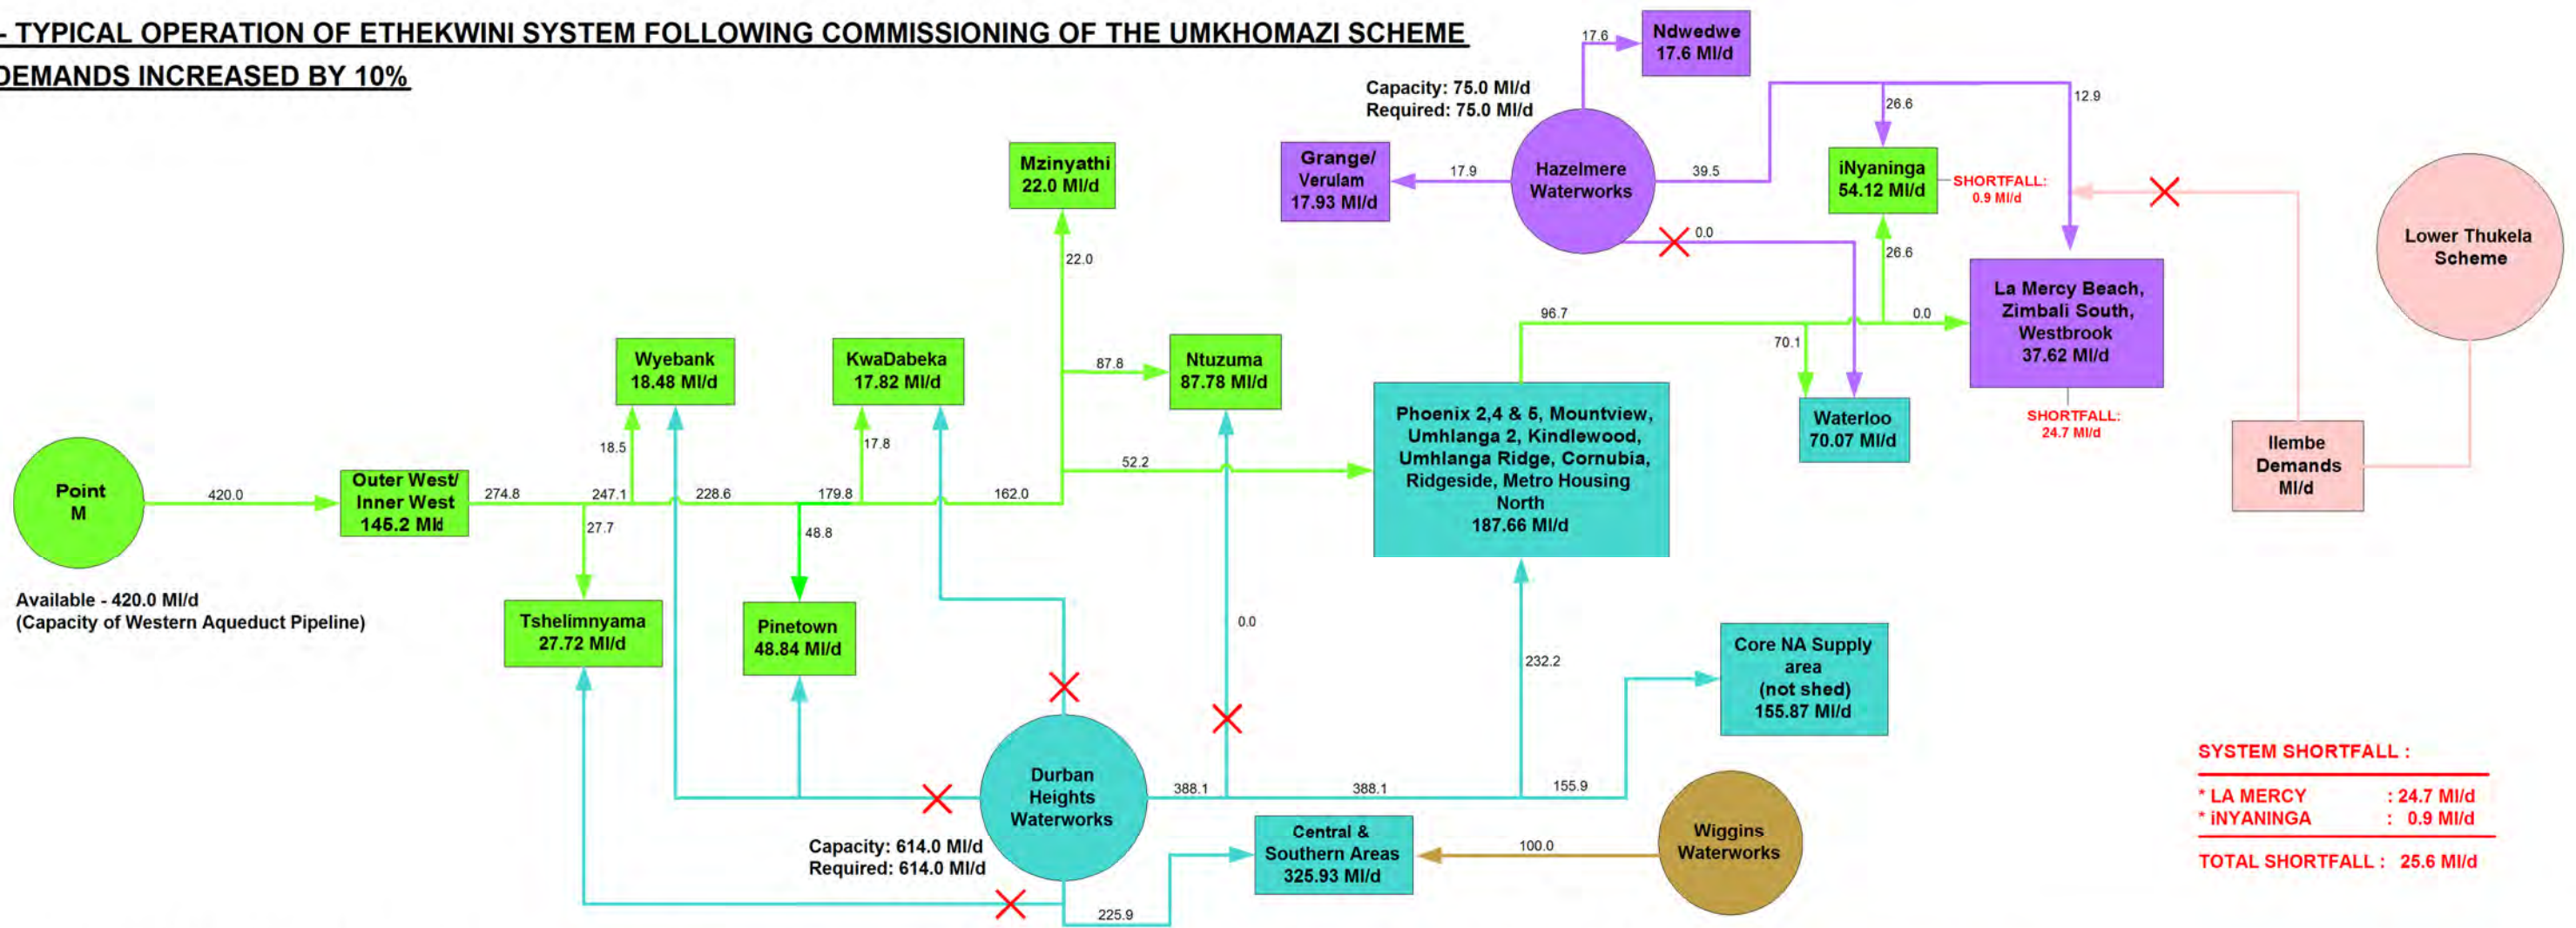 - TYPICAL OPERATION OF ETHEKWINI SYSTEM FOLLOWING COMMISSIONING OF THE UMKHOMAZI SCHEME
DEMANDS INCREASED BY 10%
Ndwedwe
17.6 Ml/d
17.6
Capacity: 75.0 Ml/d
Required: 75.0 Ml/d
Hazelmere
Waterworks
Grange/
Verulam
17.93 Ml/d
17.9
39.5
26.6
12.9
0.0
iNyaninga
54.12 Ml/d
SHORTFALL:
0.9 Ml/d
26.6
Lower Thukela
Scheme
Mzinyathi
22.0 Ml/d
22.0
La Mercy Beach,
Zimbali South,
Westbrook
37.62 Ml/d
SHORTFALL:
24.7 Ml/d
96.7
70.1
0.0
Waterloo
70.07 Ml/d
Ilembe
Demands
Ml/d
Wyebank
18.48 Ml/d
KwaDabeka
17.82 Ml/d
Ntuzuma
87.78 Ml/d
87.8
18.5
17.8
Phoenix 2,4 & 5, Mountview,
Umhlanga 2, Kindlewood,
Umhlanga Ridge, Cornubia,
Ridgeside, Metro Housing
North
187.66 Ml/d
52.2
Point
M
420.0
Outer West/
Inner West
145.2 Mld
274.8
247.1
228.6
179.8
162.0
27.7
48.8
Available - 420.0 Ml/d
(Capacity of Western Aqueduct Pipeline)
Tshelimnyama
27.72 Ml/d
Pinetown
48.84 Ml/d
0.0
232.2
Core NA Supply
area
(not shed)
155.87 Ml/d
Durban
Heights
Waterworks
388.1
388.1
155.9
Capacity: 614.0 Ml/d
Required: 614.0 Ml/d
Central &
Southern Areas
325.93 Ml/d
225.9
100.0
Wiggins
Waterworks
SYSTEM SHORTFALL :
* LA MERCY : 24.7 Ml/d
* iNYANINGA : 0.9 Ml/d
TOTAL SHORTFALL : 25.6 Ml/d